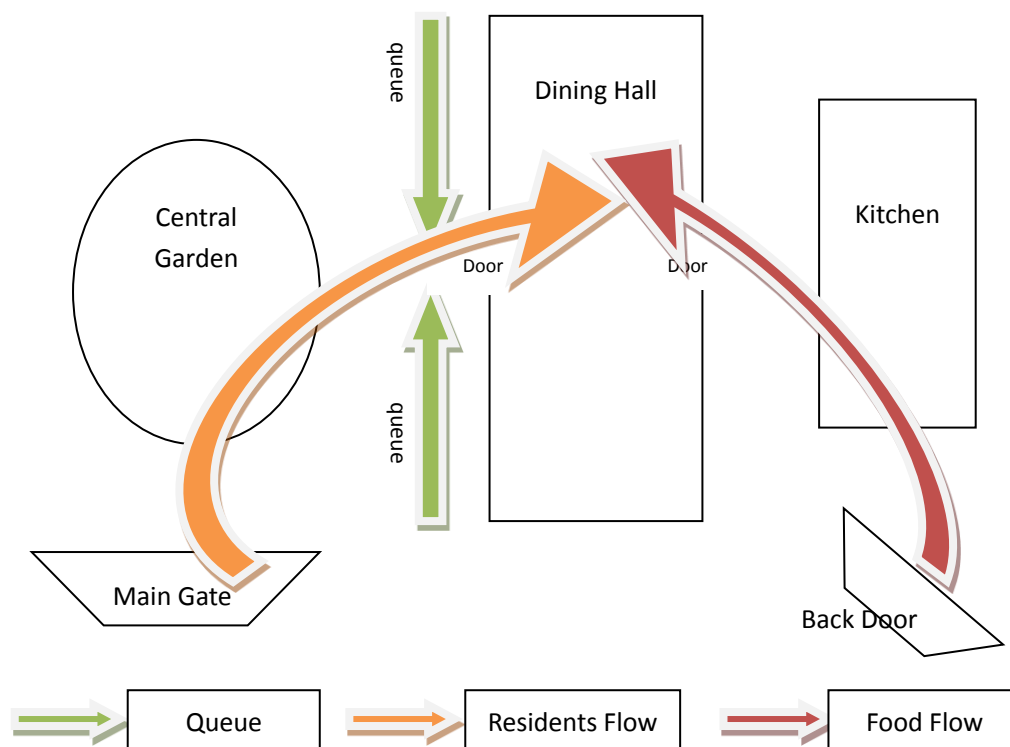 queue
Dining Hall
Central
Garden
Kitchen
Door
Door
queue
Main Gate
Back Door
Queue
Residents Flow
Food Flow